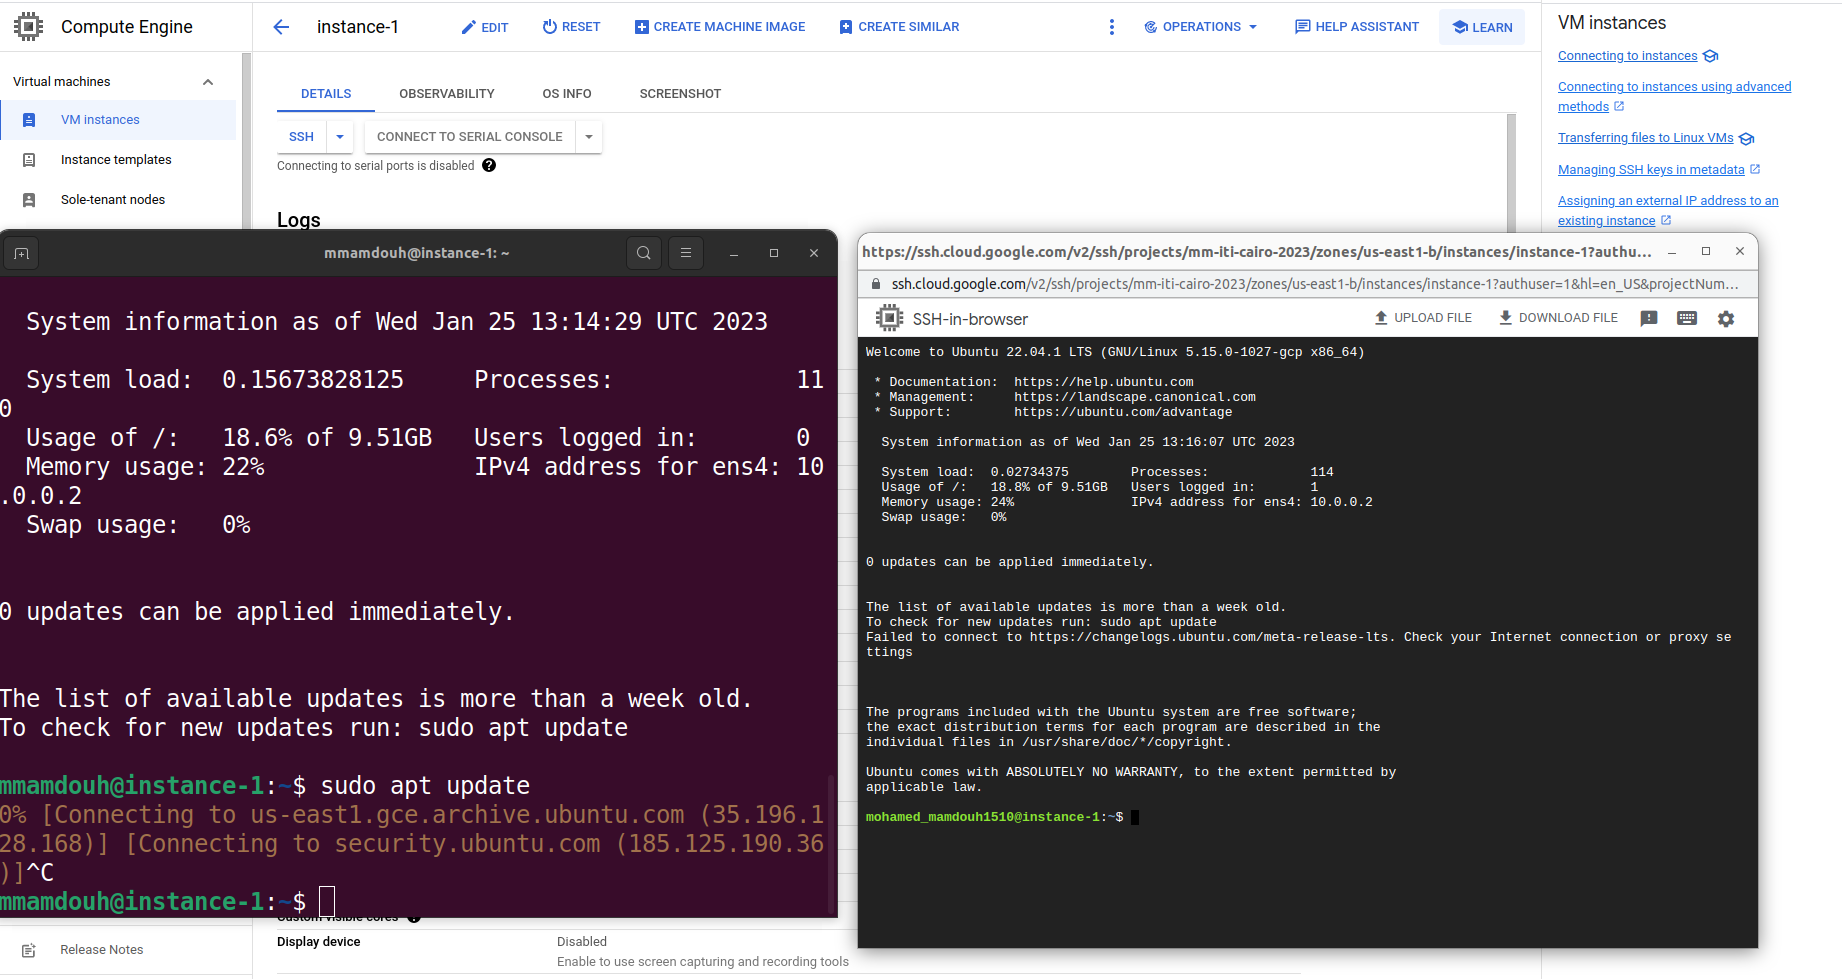 Compute Engine
instance-1
EDIT
RESET
CREATE MACHINE IMAGE
CREATE SIMILAR
OPERATIONS
HELP ASSISTANT
LEARN
Virtual machines
VM instances
Instance templates
Sole-tenant nodes
DETAILS
OBSERVABILITY
OS INFO
SCREENSHOT
SSH
CONNECT TO SERIAL CONSOLE
Connecting to serial ports is disabled
Logs
VM instances
Connecting to instances
Connecting to instances using advanced
methods
Transferring files to Linux VMs
Managing SSH keys in metadata
Assigning an external IP address to an
existing instance
mmamdouh@instance-1: ~
System information as of Wed Jan 25 13:14:29 UTC 2023
System load: 0.15673828125 Processes: 11
0
Usage of /: 18.6% of 9.51GB Users logged in: 0
Memory usage: 22% IPv4 address for ens4: 10
.0.0.2
Swap usage: 0%
0 updates can be applied immediately.
The list of available updates is more than a week old.
To check for new updates run: sudo apt update
mmamdouh@instance-1:~$ sudo apt update
0% [Connecting to us-east1.gce.archive.ubuntu.com (35.196.1
28.168)] [Connecting to security.ubuntu.com (185.125.190.36
)]^C
mmamdouh@instance-1:~$
https://ssh.cloud.google.com/v2/ssh/projects/mm-iti-cairo-2023/zones/us-east1-b/instances/instance-1?authu...
ssh.cloud.google.com/v2/ssh/projects/mm-iti-cairo-2023/zones/us-east1-b/instances/instance-1?authuser=1&hl=en_US&projectNum...
SSH-in-browser
UPLOAD FILE
DOWNLOAD FILE
Welcome to Ubuntu 22.04.1 LTS (GNU/Linux 5.15.0-1027-gcp x86_64)
* Documentation: https://help.ubuntu.com
* Management: https://landscape.canonical.com
* Support: https://ubuntu.com/advantage
System information as of Wed Jan 25 13:16:07 UTC 2023
System load: 0.02734375 Processes: 114
Usage of /: 18.8% of 9.51GB Users logged in: 1
Memory usage: 24% IPv4 address for ens4: 10.0.0.2
Swap usage: 0%
0 updates can be applied immediately.
The list of available updates is more than a week old.
To check for new updates run: sudo apt update
Failed to connect to https://changelogs.ubuntu.com/meta-release-lts. Check your Internet connection or proxy se
ttings
The programs included with the Ubuntu system are free software;
the exact distribution terms for each program are described in the
individual files in /usr/share/doc/*/copyright.
Ubuntu comes with ABSOLUTELY NO WARRANTY, to the extent permitted by
applicable law.
mohamed_mamdouh1510@instance-1:~$
Custom visible cores
Release Notes
Display device
Disabled
Enable to use screen capturing and recording tools